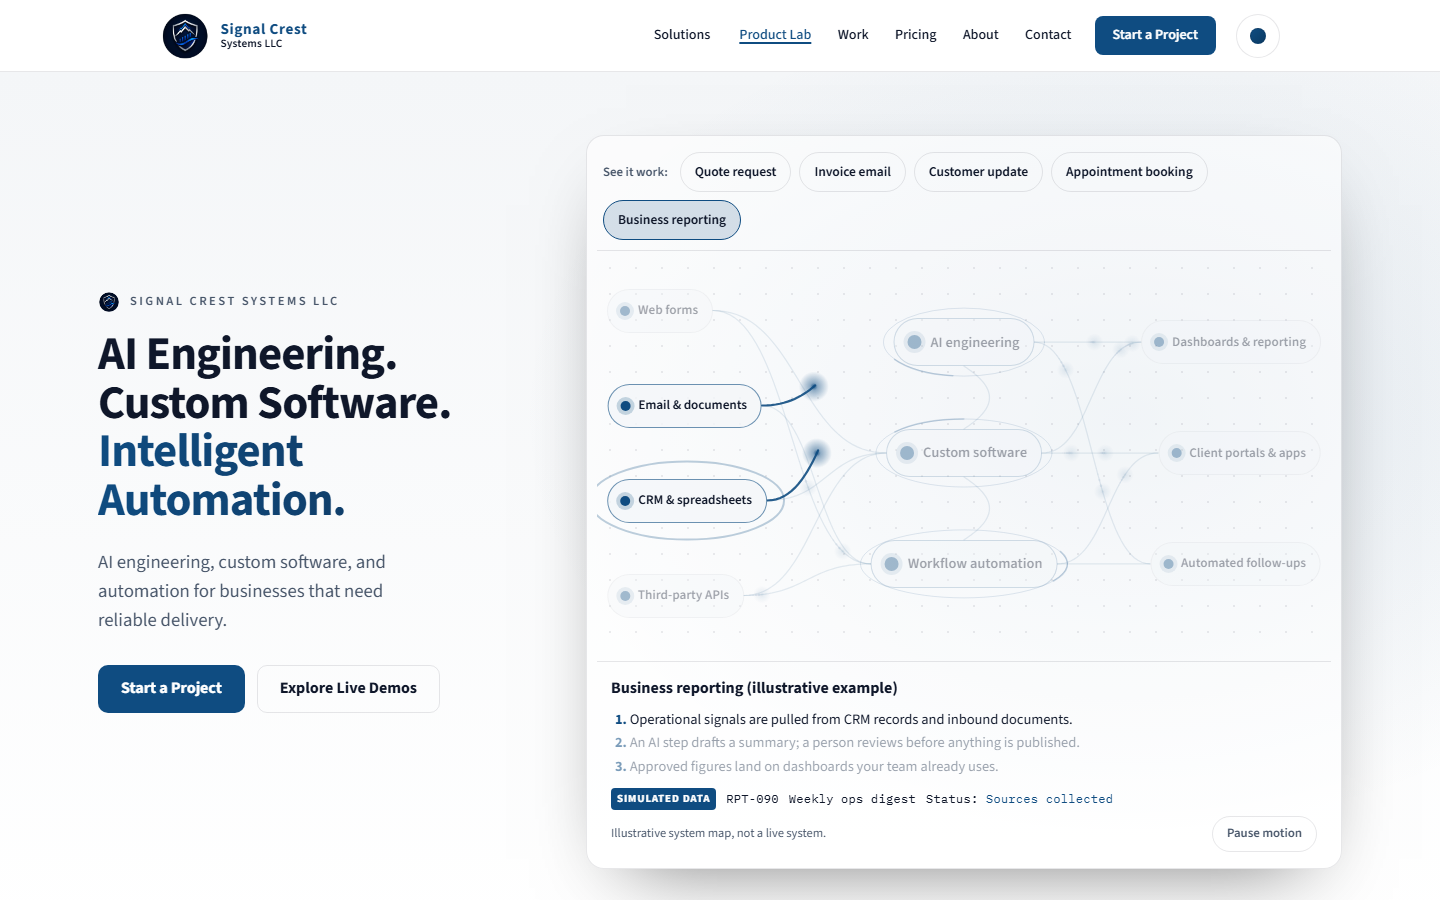 Signal Crest
Systems LLC
Solutions
Product Lab
Work
Pricing
About
Contact
Start a Project
SIGNAL CREST SYSTEMS LLC
AI Engineering.
Custom Software.
Intelligent
Automation.
AI engineering, custom software, and
automation for businesses that need
reliable delivery.
Start a Project
Explore Live Demos
See it work:
Quote request
Invoice email
Customer update
Appointment booking
Business reporting
Web forms
Email & documents
CRM & spreadsheets
Third-party APIs
AI engineering
Custom software
Workflow automation
Dashboards & reporting
Client portals & apps
Automated follow-ups
Business reporting (illustrative example)
1. Operational signals are pulled from CRM records and inbound documents.
2. An AI step drafts a summary; a person reviews before anything is published.
3. Approved figures land on dashboards your team already uses.
SIMULATED DATA RPT-090 Weekly ops digest Status: Sources collected
Illustrative system map, not a live system.
Pause motion